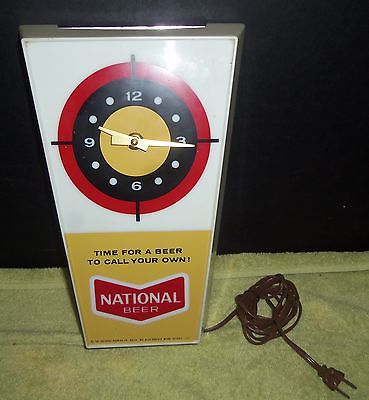 12
9
3
6
TIME FOR A BEER
TO CALL YOUR OWN!
NATIONAL
BEER